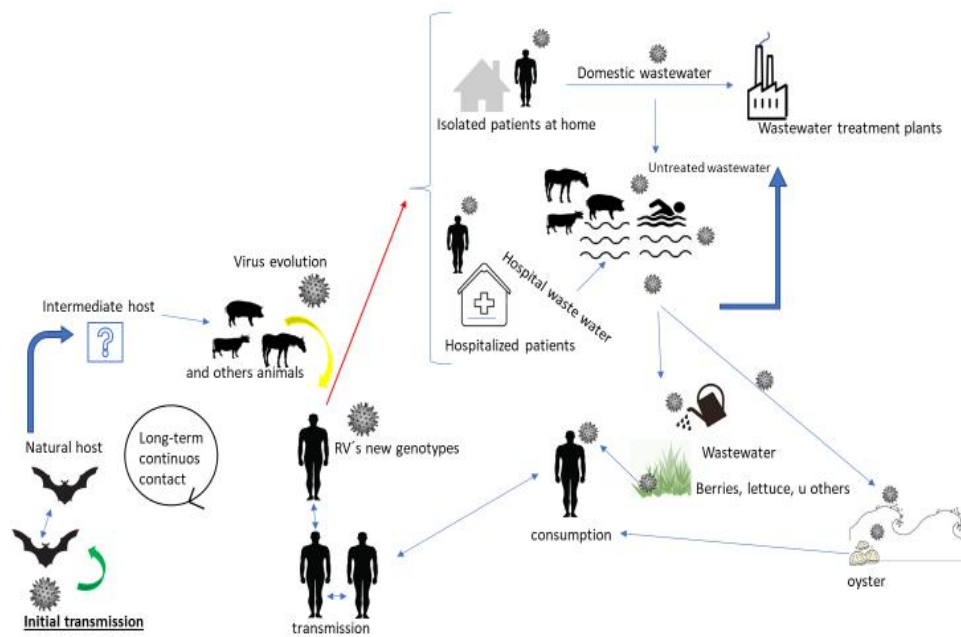 Domestic wastewater
Isolated patients at home
Wastewater treatment plants
Untreated wastewater
Virus evolution
Hospital waste water
Intermediate host
?
Hospitalized patients
and others animals
Natural host
Long-term
continuos
contact
RV´s new genotypes
Wastewater
Berries, lettuce, u others
consumption
oyster
Initial transmission
transmission